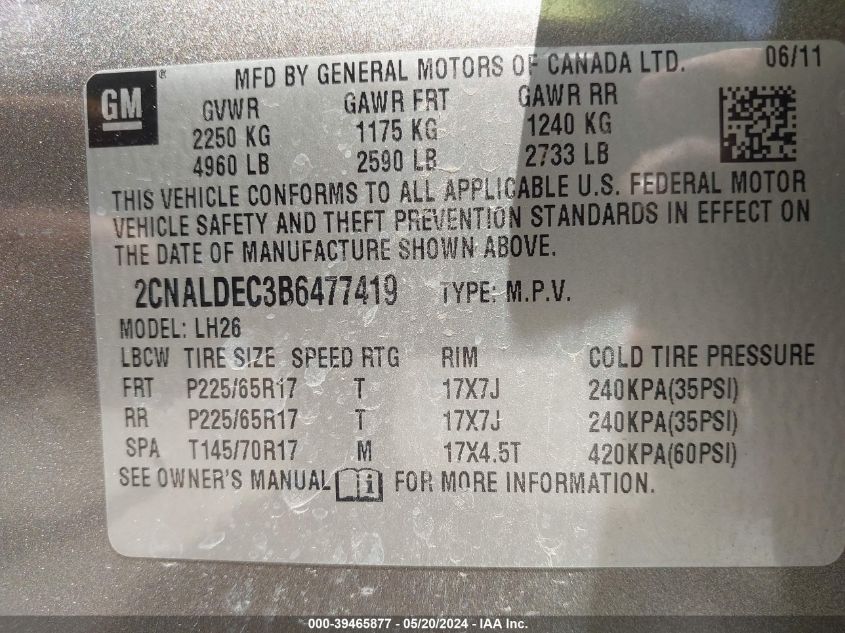 GM ® MFD BY GENERAL MOTORS OF CANADA LTD. 06/11
GVWR GAWR FRT GAWR RR
2250 KG 1175 KG 1240 KG
4960 LB 2590 LB 2733 LB
THIS VEHICLE CONFORMS TO ALL APPLICABLE U.S. FEDERAL MOTOR
VEHICLE SAFETY AND THEFT PREVENTION STANDARDS IN EFFECT ON
THE DATE OF MANUFACTURE SHOWN ABOVE.
2CNALDEC3B6477419 TYPE: M.P.V.
MODEL: LH26
LBCW TIRE SIZE SPEED RTG RIM COLD TIRE PRESSURE
FRT P225/65R17 T 17X7J 240KPA(35PSI)
RR P225/65R17 T 17X7J 240KPA(35PSI)
SPA T145/70R17 M 17X4.5T 420KPA(60PSI)
SEE OWNER'S MANUAL i FOR MORE INFORMATION.
000-39465877 - 05/20/2024 - IAA Inc.